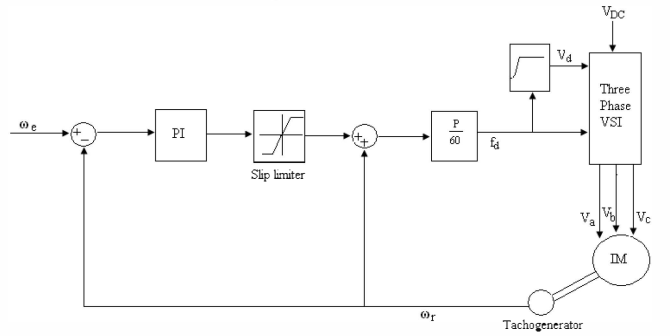 V_DC
V_d
Three
Phase
VSI
ω_e
+
-
PI
+
+
P
60
f_d
Slip limiter
V_a
V_b
V_c
IM
ω_r
Tachogenerator